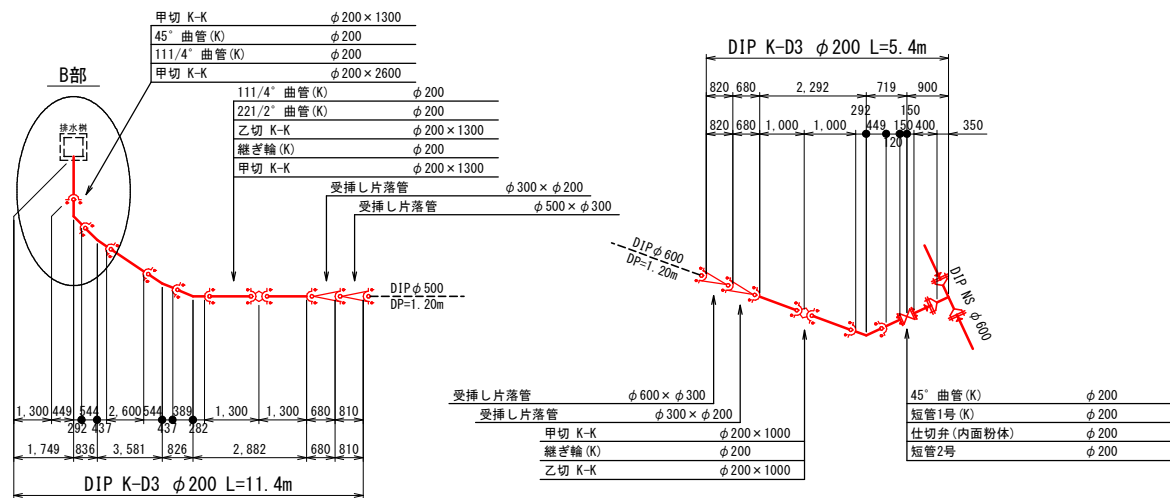 甲切 K-K φ200×1300
45° 曲管(K) φ200
111/4° 曲管(K) φ200
甲切 K-K φ200×2600
B部
排水桝
111/4° 曲管(K) φ200
221/2° 曲管(K) φ200
乙切 K-K φ200×1300
継ぎ輪(K) φ200
甲切 K-K φ200×1300
受挿し片落管 φ300×φ200
受挿し片落管 φ500×φ300
DIPφ500
DP=1.20m
1,300 449 544 2,600 544 389 1,300 1,300 680 810
292 437 437 282
1,749 836 3,581 826 2,882 680 810
DIP K-D3 φ200 L=11.4m
DIP K-D3 φ200 L=5.4m
820 680 2,292 719 900
292 150
820 680 1,000 1,000 449 150 400 350
120
DIPφ600
DP=1.20m
DIP NS φ600
受挿し片落管 φ600×φ300
受挿し片落管 φ300×φ200
甲切 K-K φ200×1000
継ぎ輪(K) φ200
乙切 K-K φ200×1000
45° 曲管(K) φ200
短管1号(K) φ200
仕切弁(内面粉体) φ200
短管2号 φ200